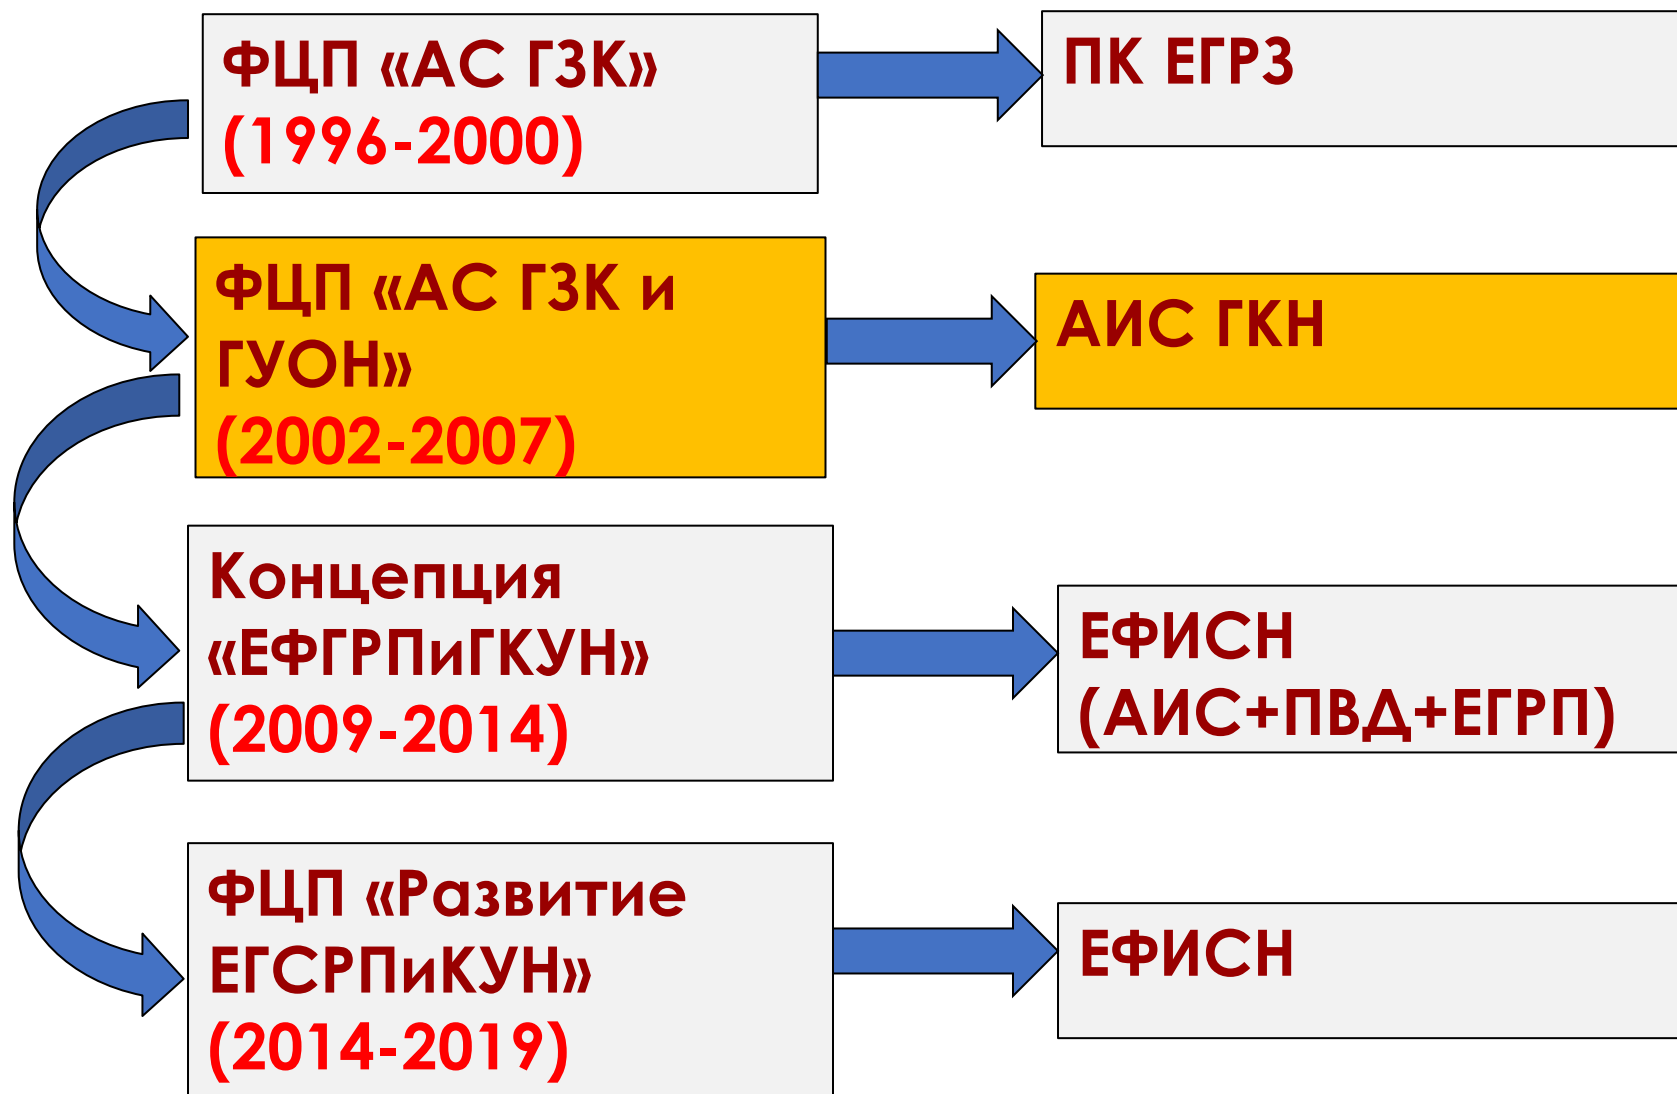 ФЦП «АС ГЗК»
(1996-2000)
ПК ЕГРЗ
ФЦП «АС ГЗК и
ГУОН»
(2002-2007)
АИС ГКН
Концепция
«ЕФГРПиГКУН»
(2009-2014)
ЕФИСН
(АИС+ПВД+ЕГРП)
ФЦП «Развитие
ЕГСРПиКУН»
(2014-2019)
ЕФИСН